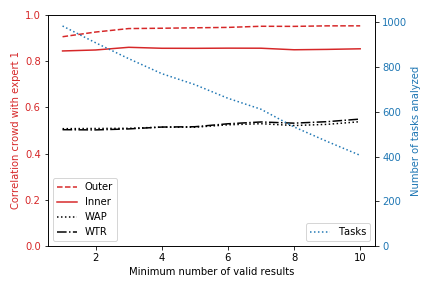 1.0
0.8
0.6
0.4
0.2
0.0
Correlation crowd with expert 1
Outer
Inner
WAP
WTR
Tasks
1000
800
600
400
200
0
Number of tasks analyzed
2 4 6 8 10
Minimum number of valid results